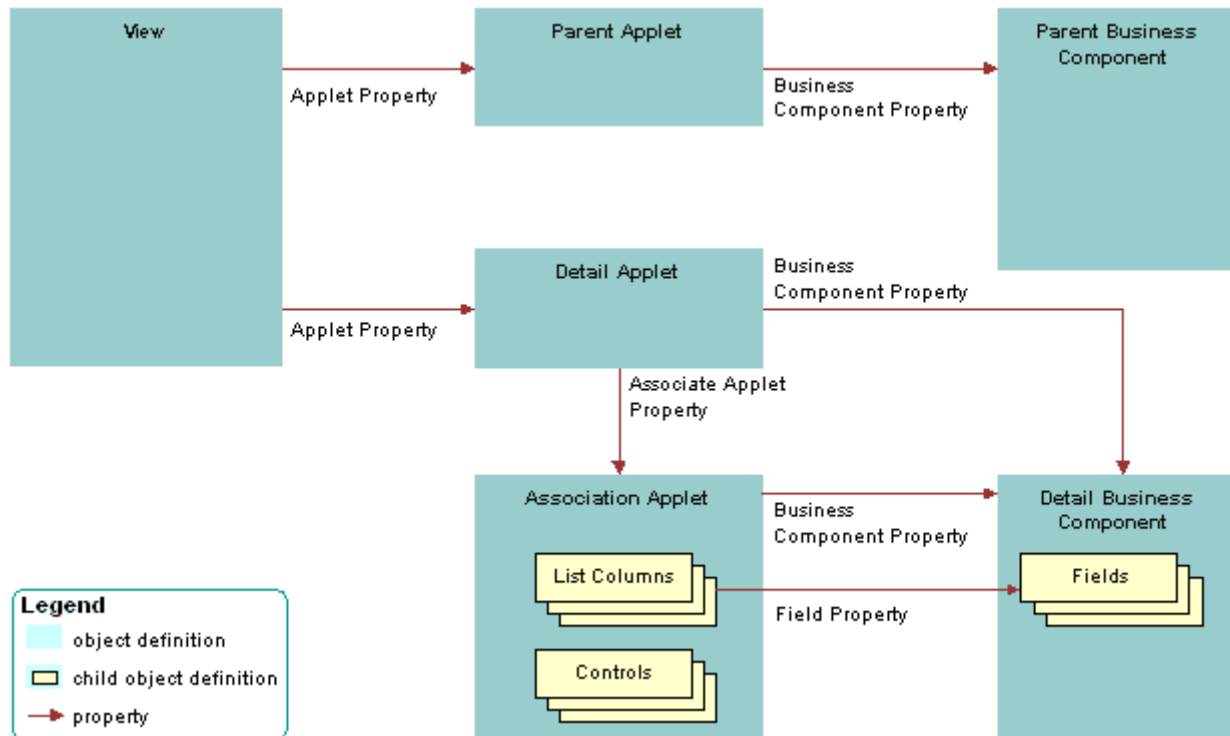 View
Parent Applet
Parent Business
Component
Applet Property
Business
Component Property
Detail Applet
Business
Component Property
Applet Property
Associate Applet
Property
Association Applet
Business
Component Property
Detail Business
Component
List Columns
Fields
Field Property
Controls
Legend
object definition
child object definition
property